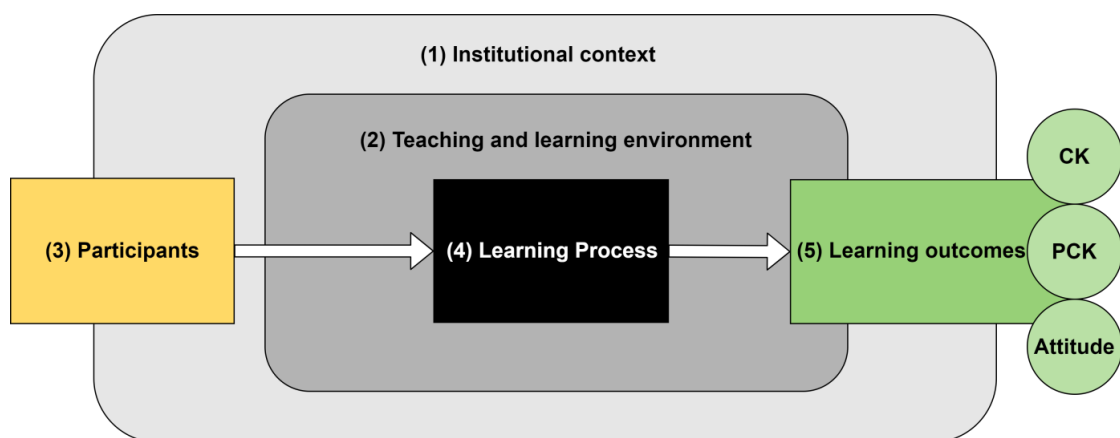 (1) Institutional context
(2) Teaching and learning environment
(3) Participants
(4) Learning Process
(5) Learning outcomes
CK
PCK
Attitude